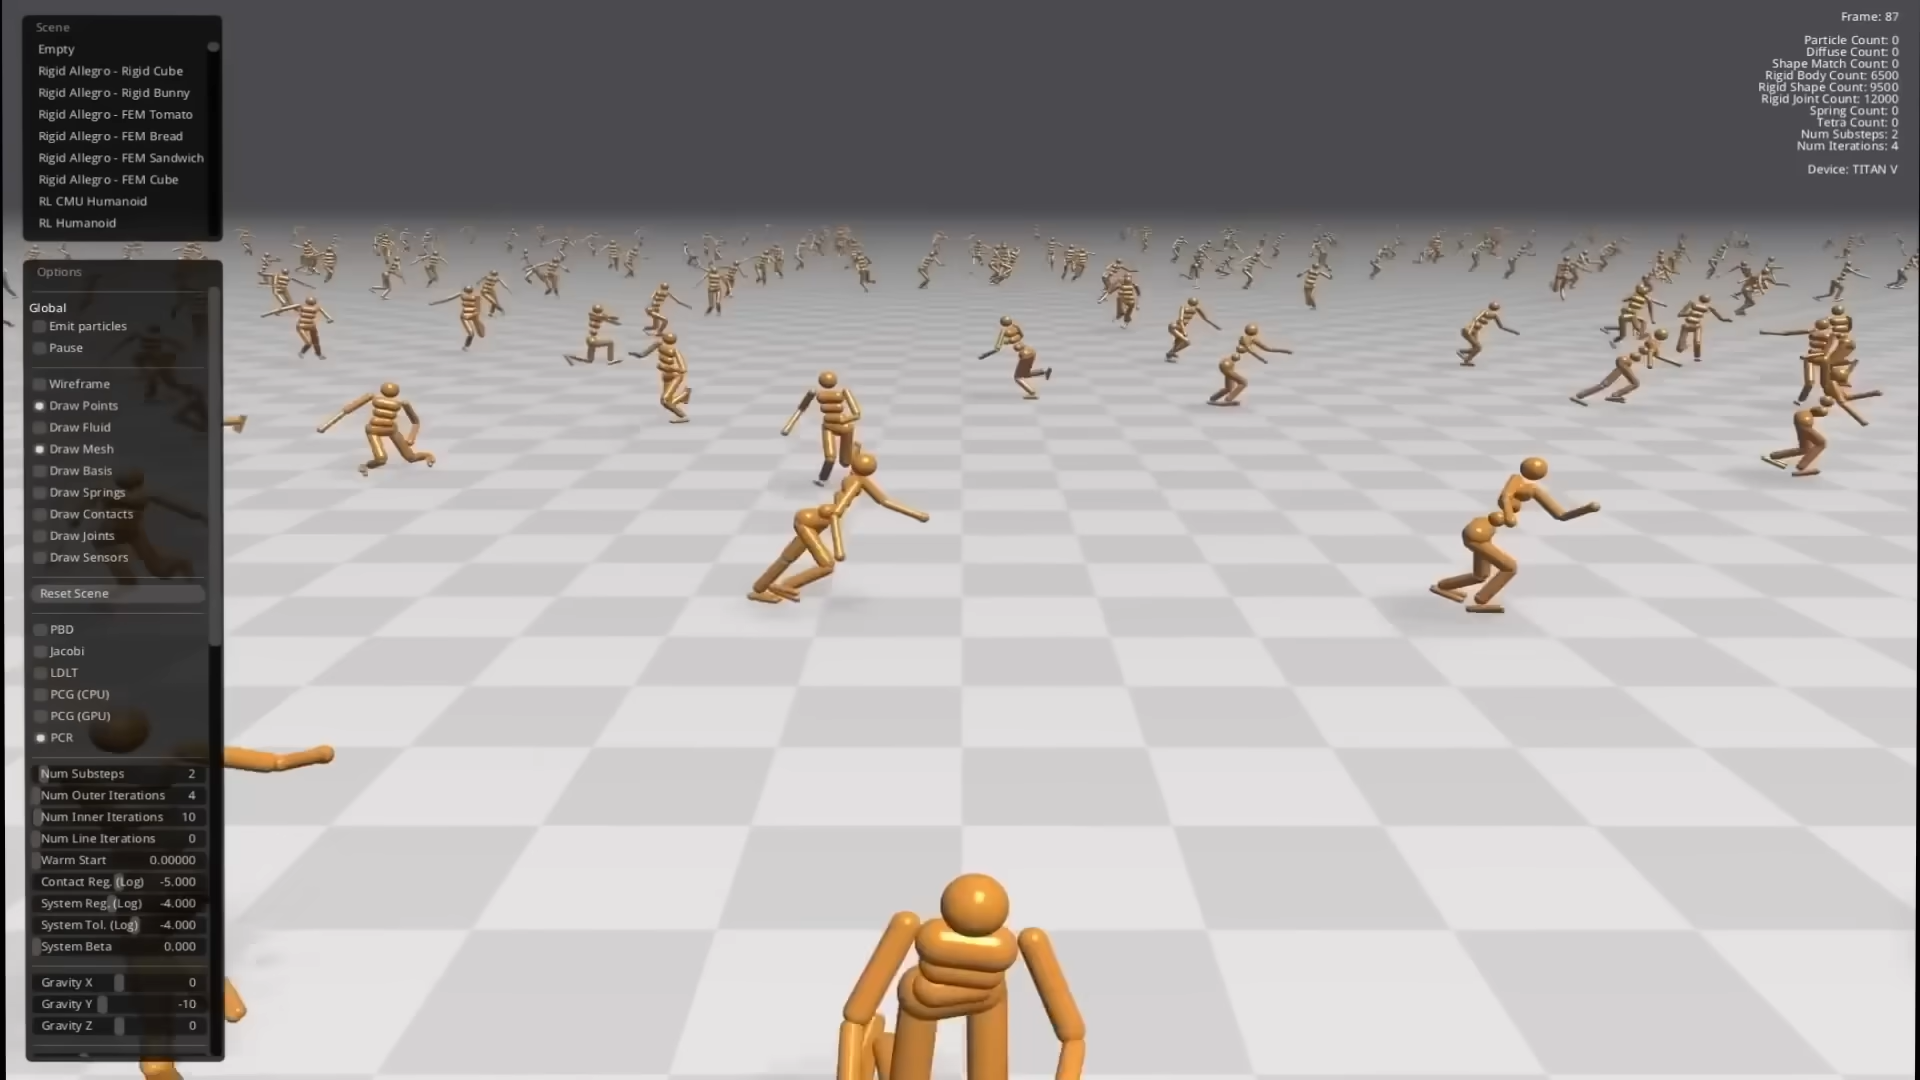 Scene
Empty
Rigid Allegro - Rigid Cube
Rigid Allegro - Rigid Bunny
Rigid Allegro - FEM Tomato
Rigid Allegro - FEM Bread
Rigid Allegro - FEM Sandwich
Rigid Allegro - FEM Cube
RL CMU Humanoid
RL Humanoid
Options
Global
Emit particles
Pause
Wireframe
Draw Points
Draw Fluid
Draw Mesh
Draw Basis
Draw Springs
Draw Contacts
Draw Joints
Draw Sensors
Reset Scene
PBD
Jacobi
LDLT
PCG (CPU)
PCG (GPU)
PCR
Num Substeps 2
Num Outer Iterations 4
Num Inner Iterations 10
Num Line Iterations 0
Warm Start 0.00000
Contact Reg. (Log) -5.000
System Reg. (Log) -4.000
System Tol. (Log) -4.000
System Beta 0.000
Gravity X 0
Gravity Y -10
Gravity Z 0
Frame: 87
Particle Count: 0
Diffuse Count: 0
Shape Match Count: 0
Rigid Body Count: 6500
Rigid Shape Count: 9500
Rigid Joint Count: 12000
Spring Count: 0
Tetra Count: 0
Num Substeps: 2
Num Iterations: 4
Device: TITAN V